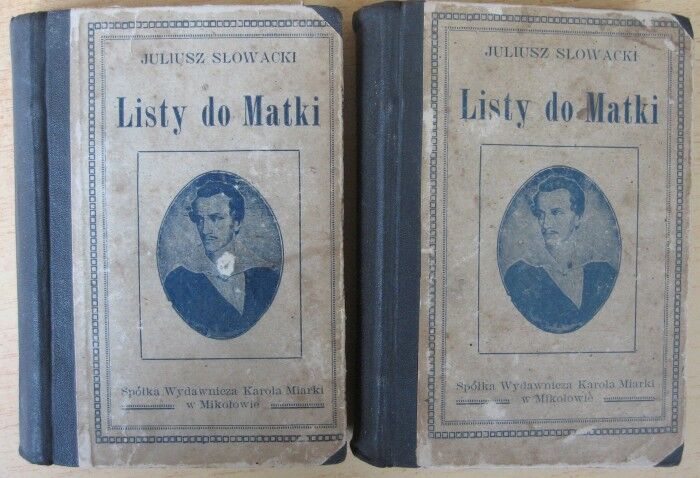 JULIUSZ SŁOWACKI
Listy do Matki
Spółka Wydawnicza Karola Miarki
w Mikołowie
JULIUSZ SŁOWACKI
Listy do Matki
Spółka Wydawnicza Karola Miarki
w Mikołowie